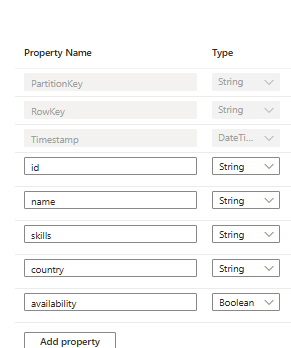 Property Name Type
PartitionKey String
RowKey String
Timestamp DateTi...
id String
name String
skills String
country String
availability Boolean
Add property